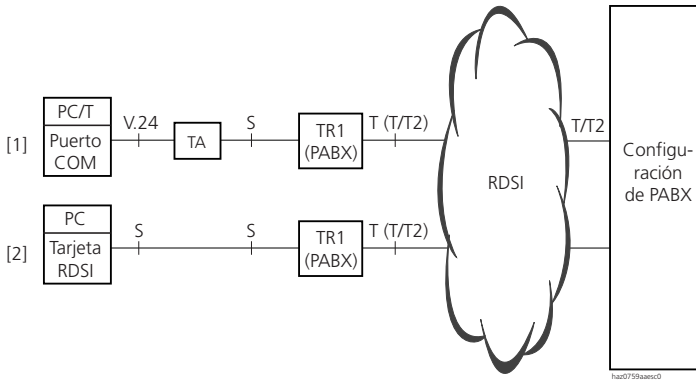 [1]
PC/T
Puerto
COM
V.24
TA
S
TR1
(PABX)
T (T/T2)
RDSI
T/T2
Configu-
ración
de PABX
[2]
PC
Tarjeta
RDSI
S
S
TR1
(PABX)
T (T/T2)
haz0759aaesc0